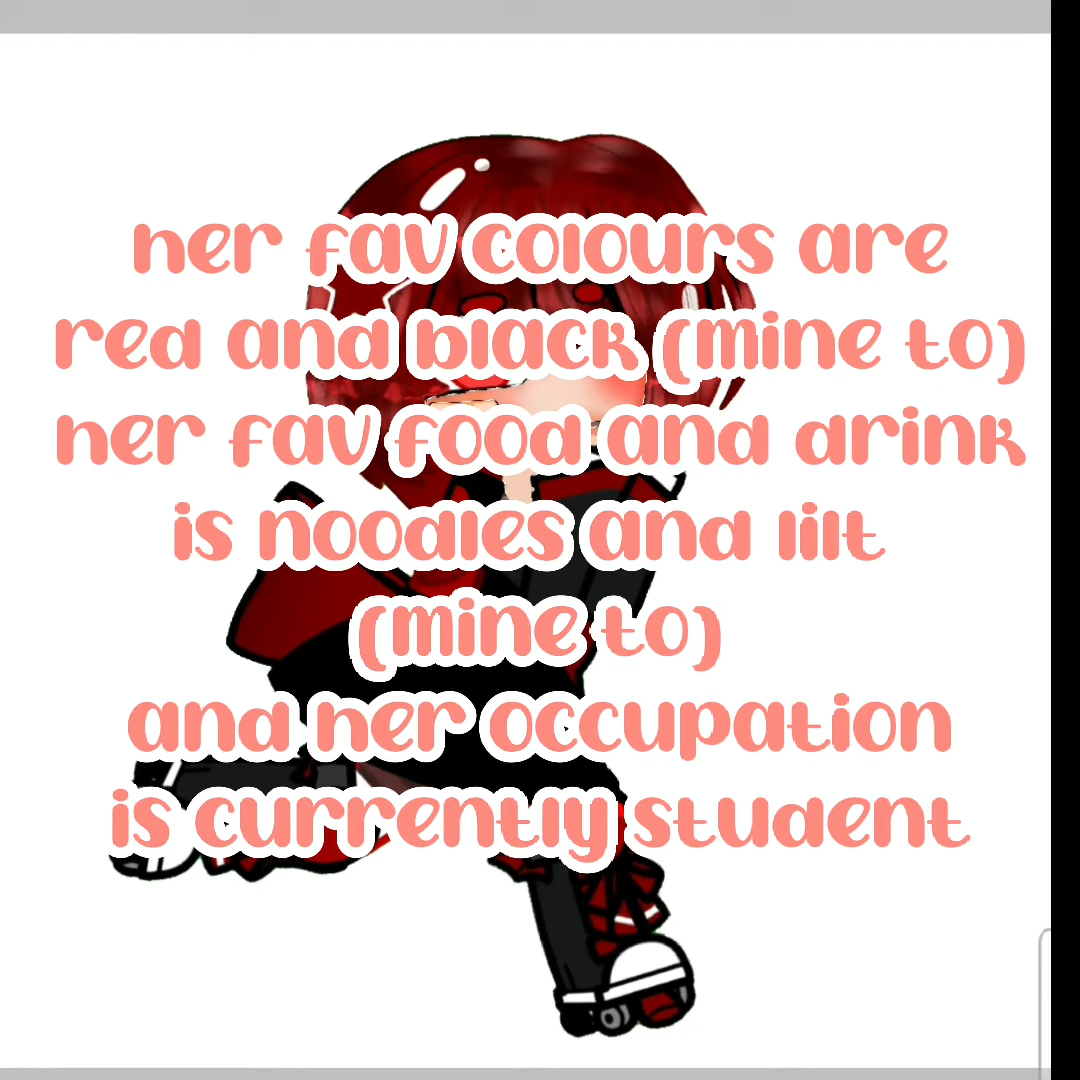 her fav colours are
red and black (mine to)
her fav food and drink
is noodles and lilt
(mine to)
and her occupation
is currently student